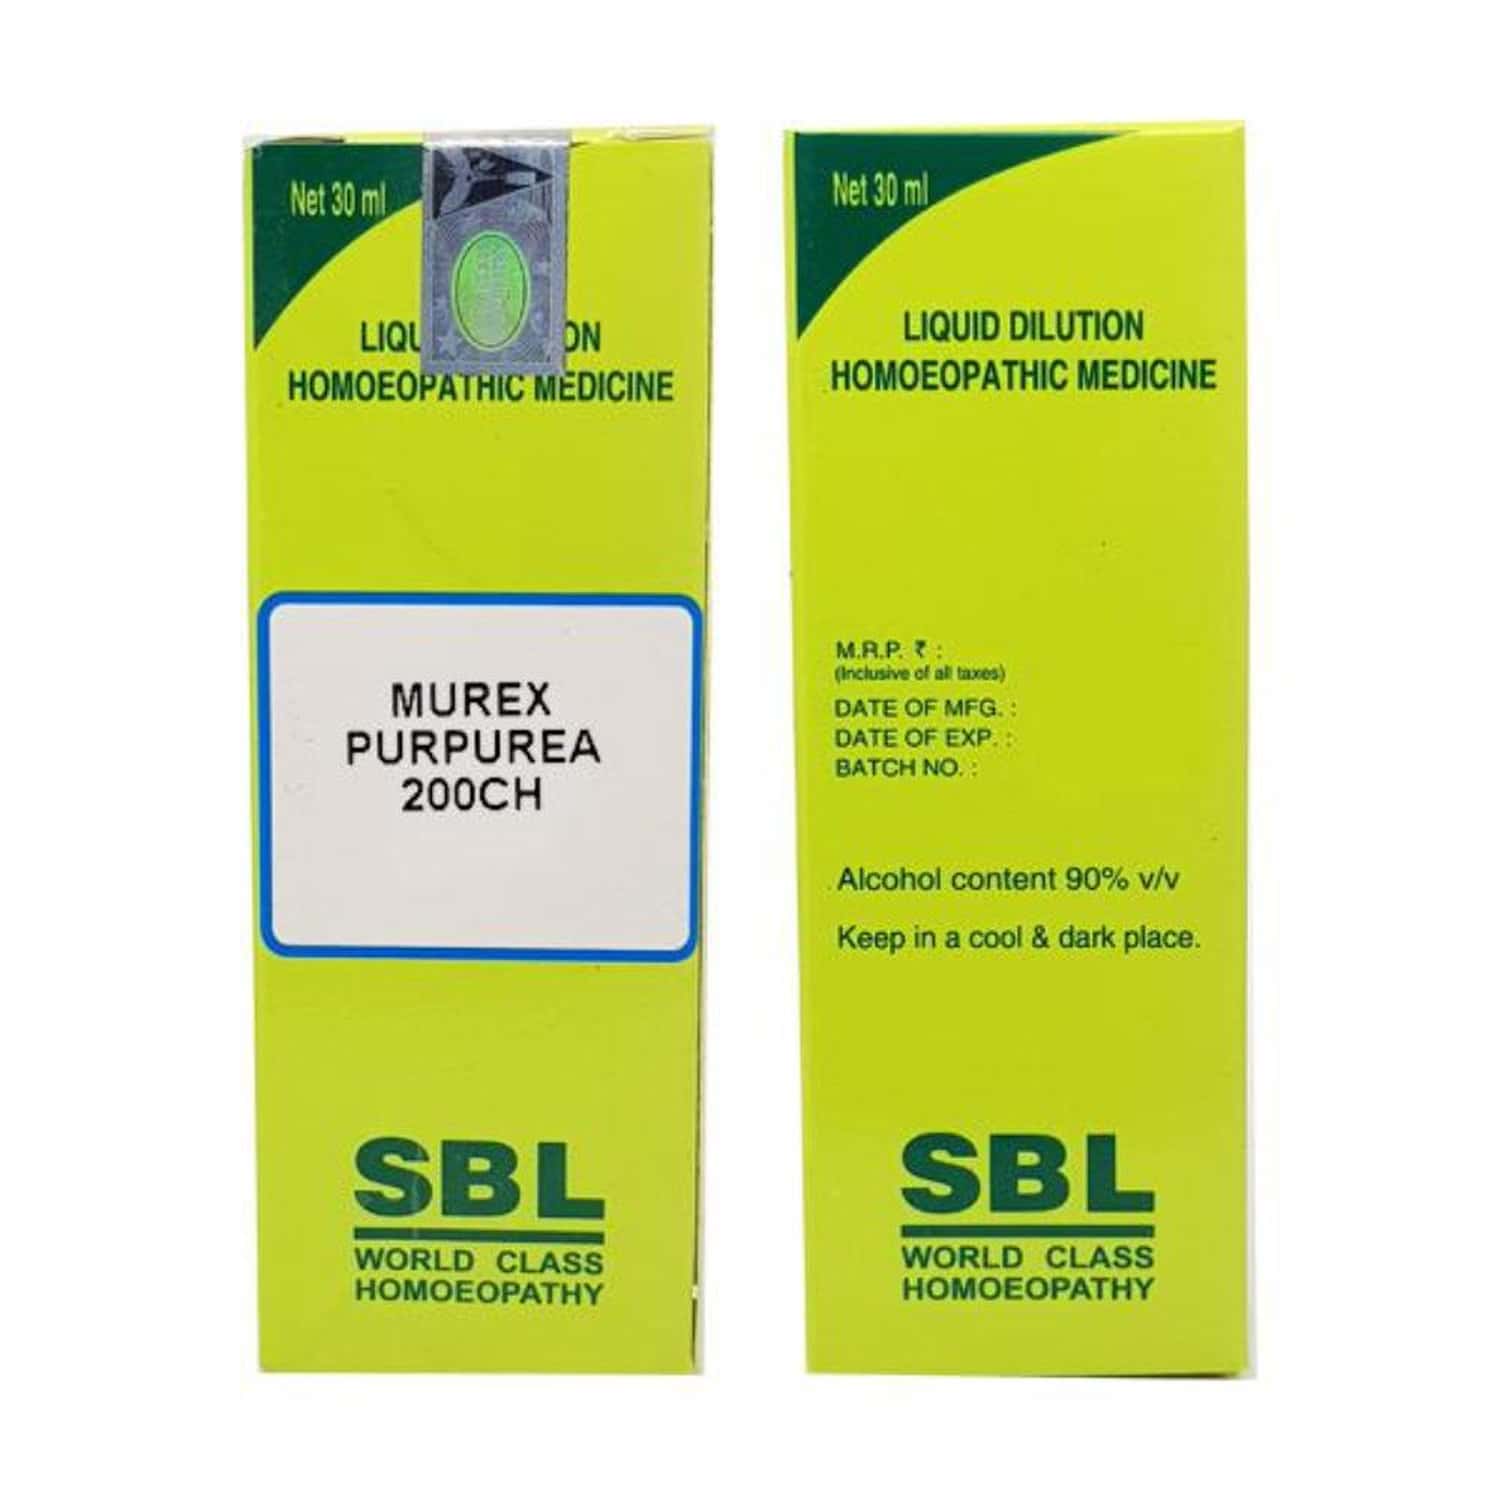 Net 30 ml
HOMOEOPATHIC MEDICINE
MUREX
PURPUREA
200CH
SBL
WORLD CLASS
HOMOEOPATHY
Net 30 ml
LIQUID DILUTION
HOMOEOPATHIC MEDICINE
M.R.P. ₹ :
(Inclusive of all taxes)
DATE OF MFG. :
DATE OF EXP. :
BATCH NO. :
Alcohol content 90% v/v
Keep in a cool & dark place.
SBL
WORLD CLASS
HOMOEOPATHY